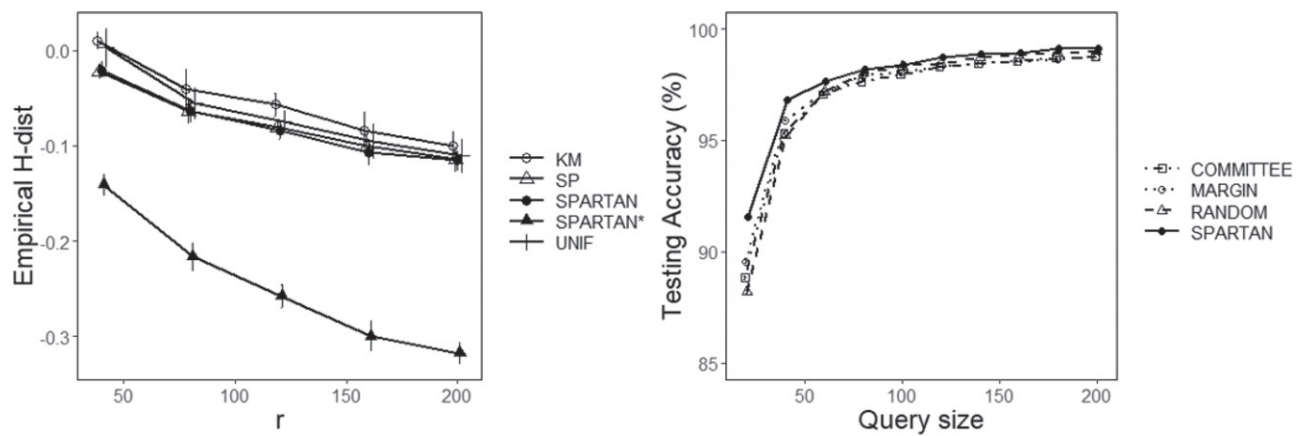 Empirical H-dist
0.0
-0.1
-0.2
-0.3
50
100
150
200
r
KM
SP
SPARTAN
SPARTAN*
UNIF
Testing Accuracy (%)
100
95
90
85
50
100
150
200
Query size
COMMITTEE
MARGIN
RANDOM
SPARTAN